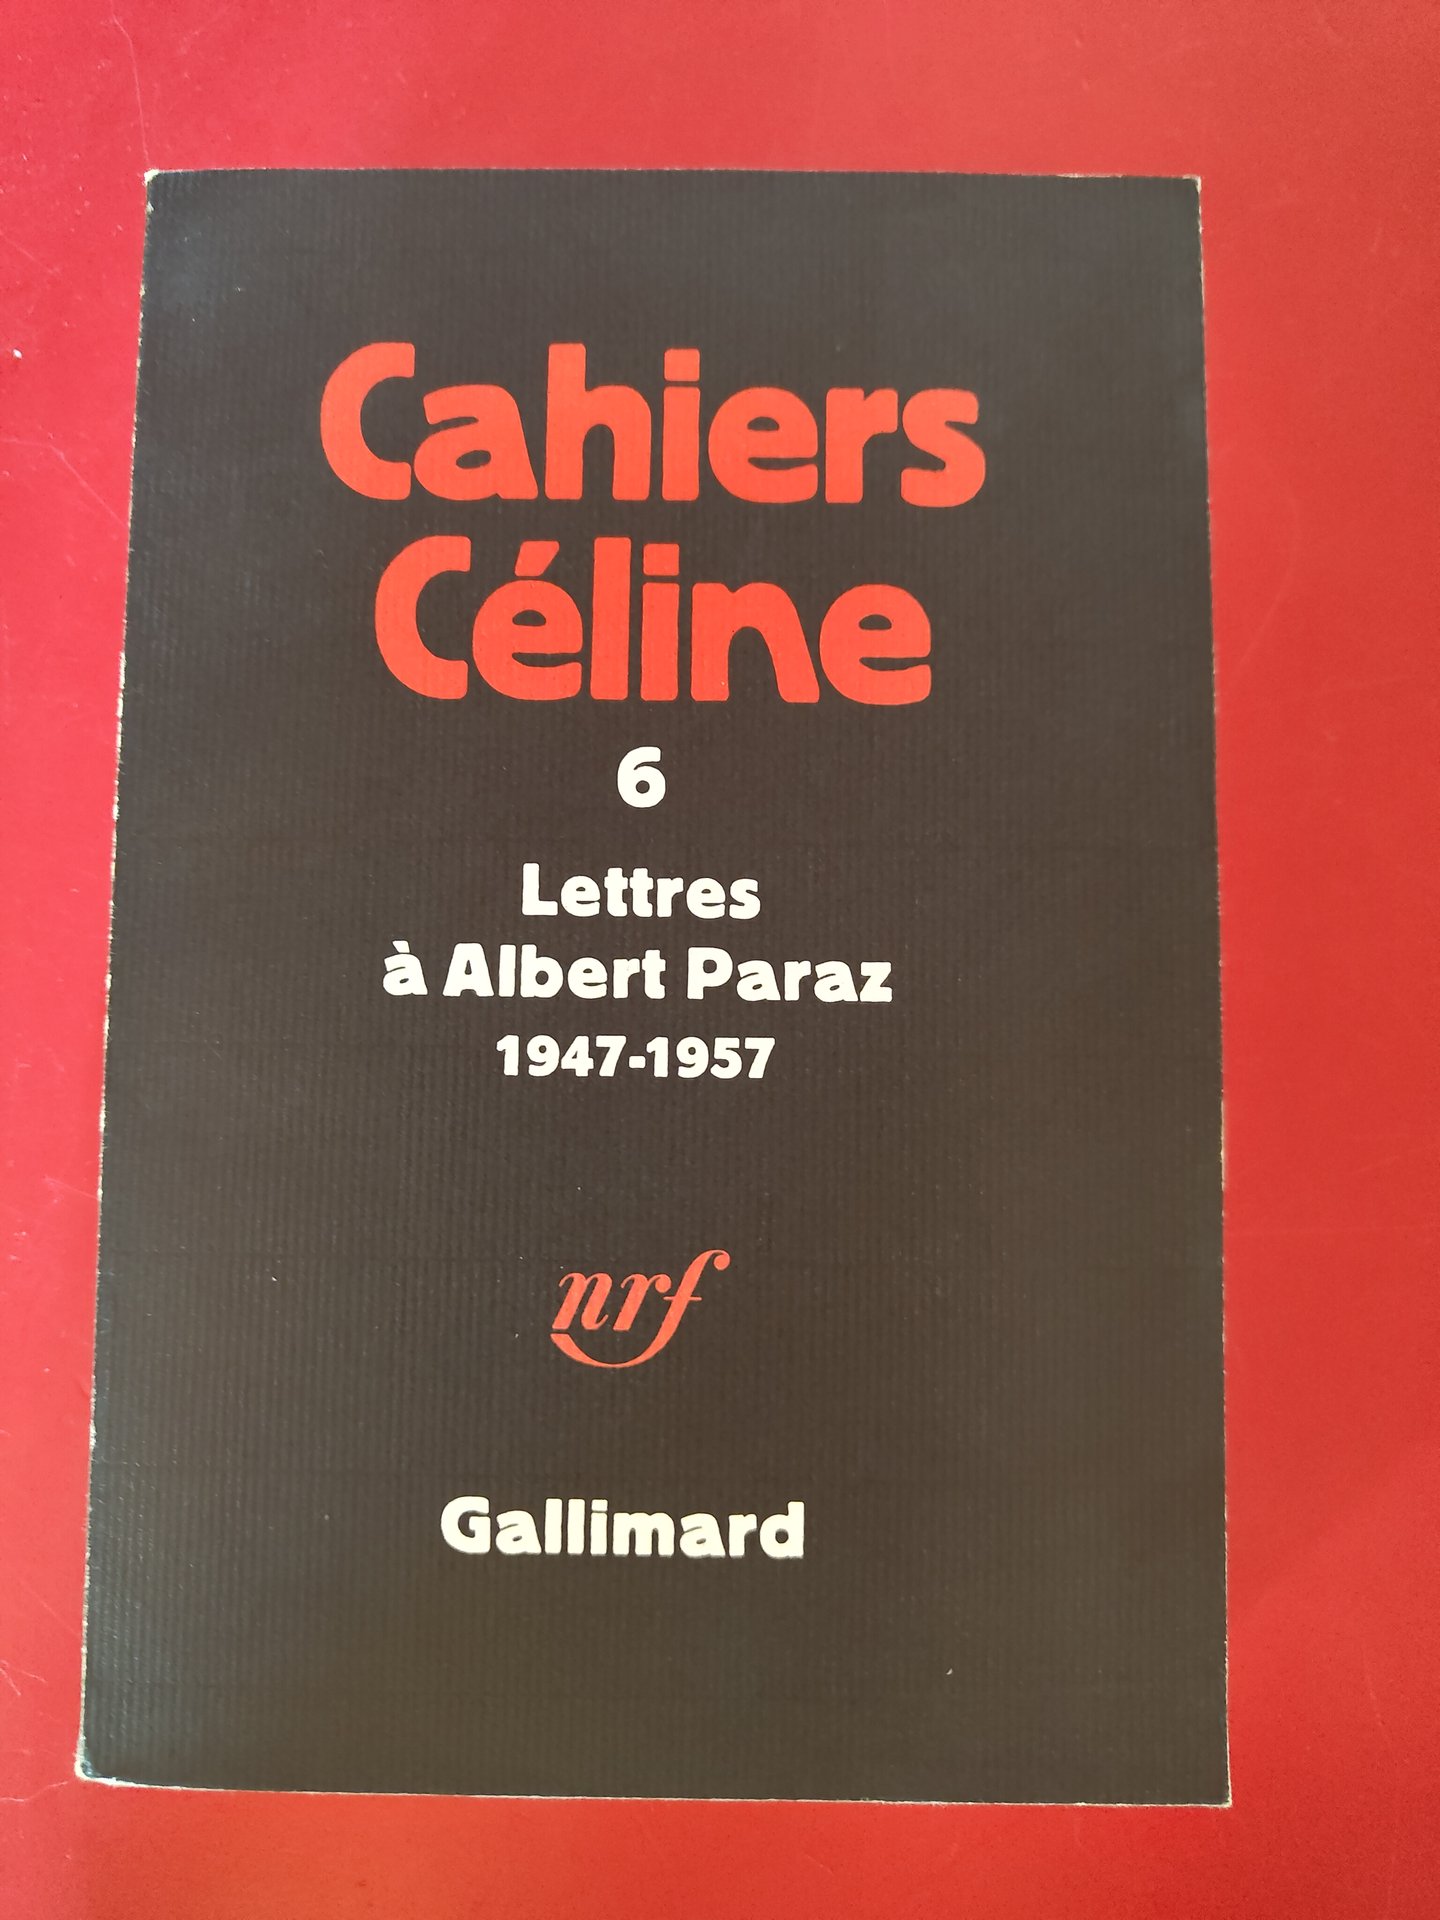 Cahiers
Céline
6
Lettres
à Albert Paraz
1947-1957
nrf
Gallimard